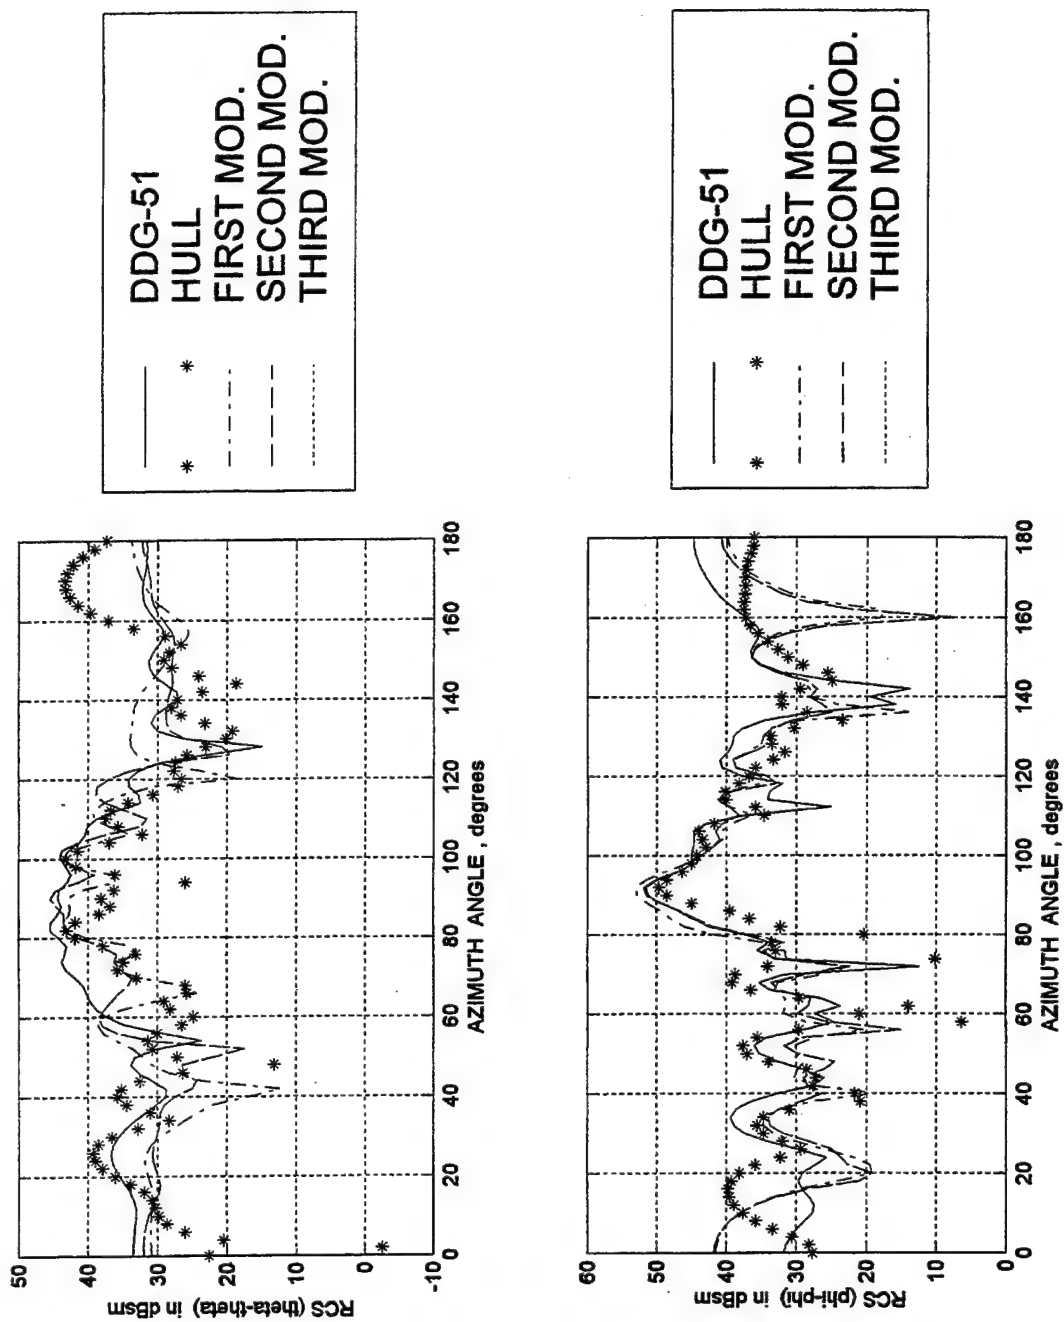 DDG-51
HULL
FIRST MOD.
SECOND MOD.
THIRD MOD.
50
40
30
20
10
0
-10
RCS (theta-theta) in dBsm
0
20
40
60
80
100
120
140
160
180
AZIMUTH ANGLE , degrees
DDG-51
HULL
FIRST MOD.
SECOND MOD.
THIRD MOD.
60
50
40
30
20
10
0
RCS (phi-phi) in dBsm
0
20
40
60
80
100
120
140
160
180
AZIMUTH ANGLE , degrees